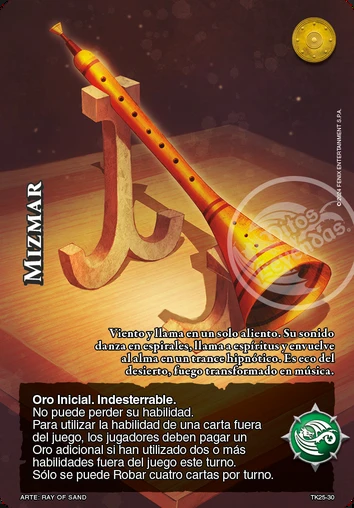 ©2024 FENIX ENTERTAINMENT S.P.A.
MIZMAR
Viento y llama en un solo aliento. Su sonido
danza en espirales, llama a espíritus y envuelve
al alma en un trance hipnótico. Es eco del
desierto, fuego transformado en música.
Oro Inicial. Indesterrable.
No puede perder su habilidad.
Para utilizar la habilidad de una carta fuera
del juego, los jugadores deben pagar un
Oro adicional si han utilizado dos o más
habilidades fuera del juego este turno.
Sólo se puede Robar cuatro cartas por turno.
ARTE: RAY OF SAND
TK25-30